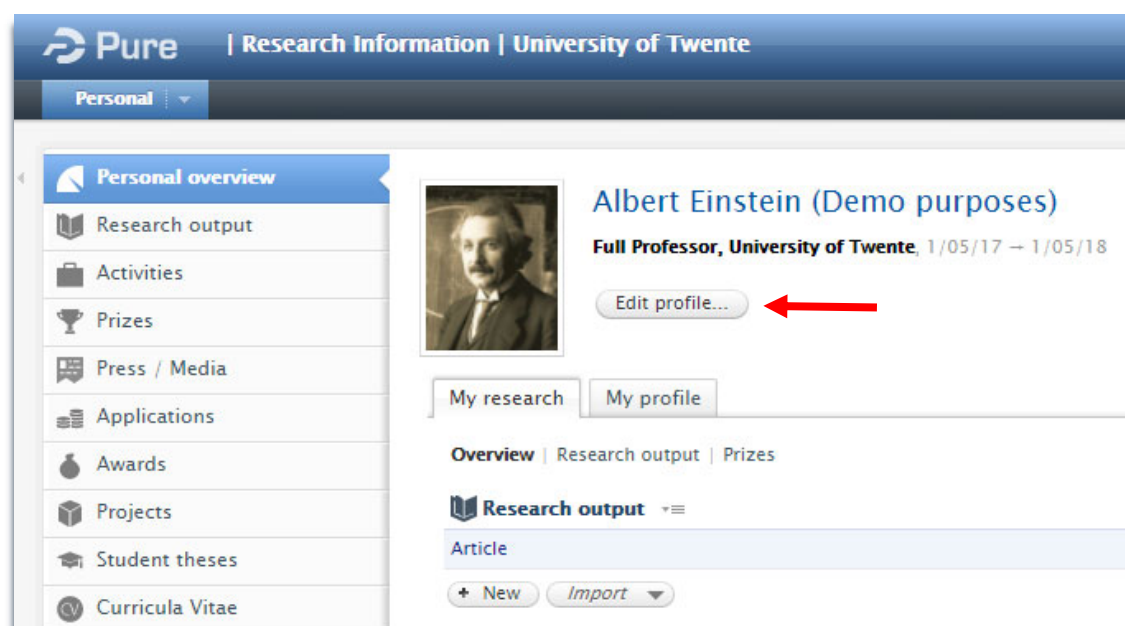 Pure | Research Information | University of Twente
Personal
Personal overview
Research output
Activities
Prizes
Press / Media
Applications
Awards
Projects
Student theses
CV Curricula Vitae
Albert Einstein (Demo purposes)
Full Professor, University of Twente, 1/05/17 → 1/05/18
Edit profile...
My research My profile
Overview | Research output | Prizes
Research output
Article
+ New Import